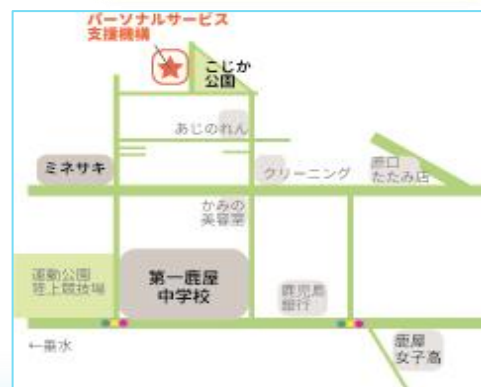 パーソナルサービス
支援機構
こじか
公園
あじのれん
ミネサキ
クリーニング
原口
たたみ店
かみの
美容室
運動公園
陸上競技場
第一鹿屋
中学校
鹿児島
銀行
←垂水
鹿屋
女子高